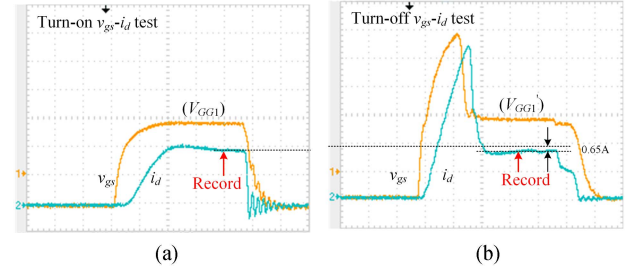 Turn-on vgs-id test
(VGG1)
vgs
id
Record
1
2
(a)
Turn-off vgs-id test
(VGG1')
0.65A
vgs
id
Record
1
2
(b)